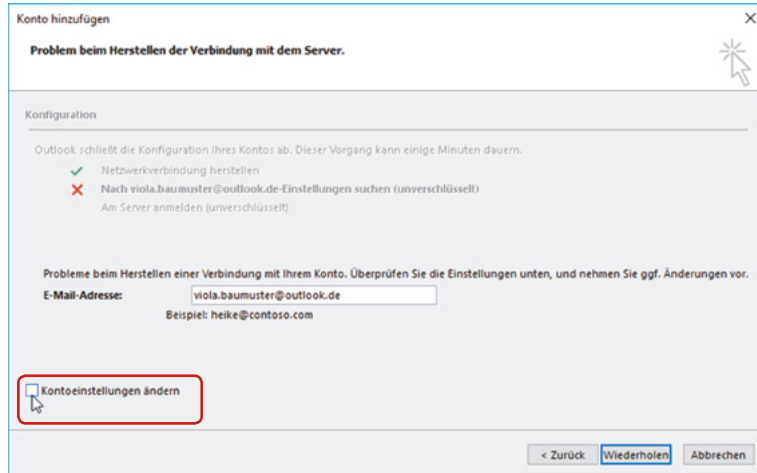 Konto hinzufügen
Problem beim Herstellen der Verbindung mit dem Server.
Konfiguration
Outlook schließt die Konfiguration Ihres Kontos ab. Dieser Vorgang kann einige Minuten dauern.
Netzwerkverbindung herstellen
Nach viola.baumuster@outlook.de-Einstellungen suchen (unverschlüsselt)
Am Server anmelden (unverschlüsselt)
Probleme beim Herstellen einer Verbindung mit Ihrem Konto. Überprüfen Sie die Einstellungen unten, und nehmen Sie ggf. Änderungen vor.
E-Mail-Adresse: viola.baumuster@outlook.de
Beispiel: heike@contoso.com
Kontoeinstellungen ändern
< Zurück Wiederholen Abbrechen